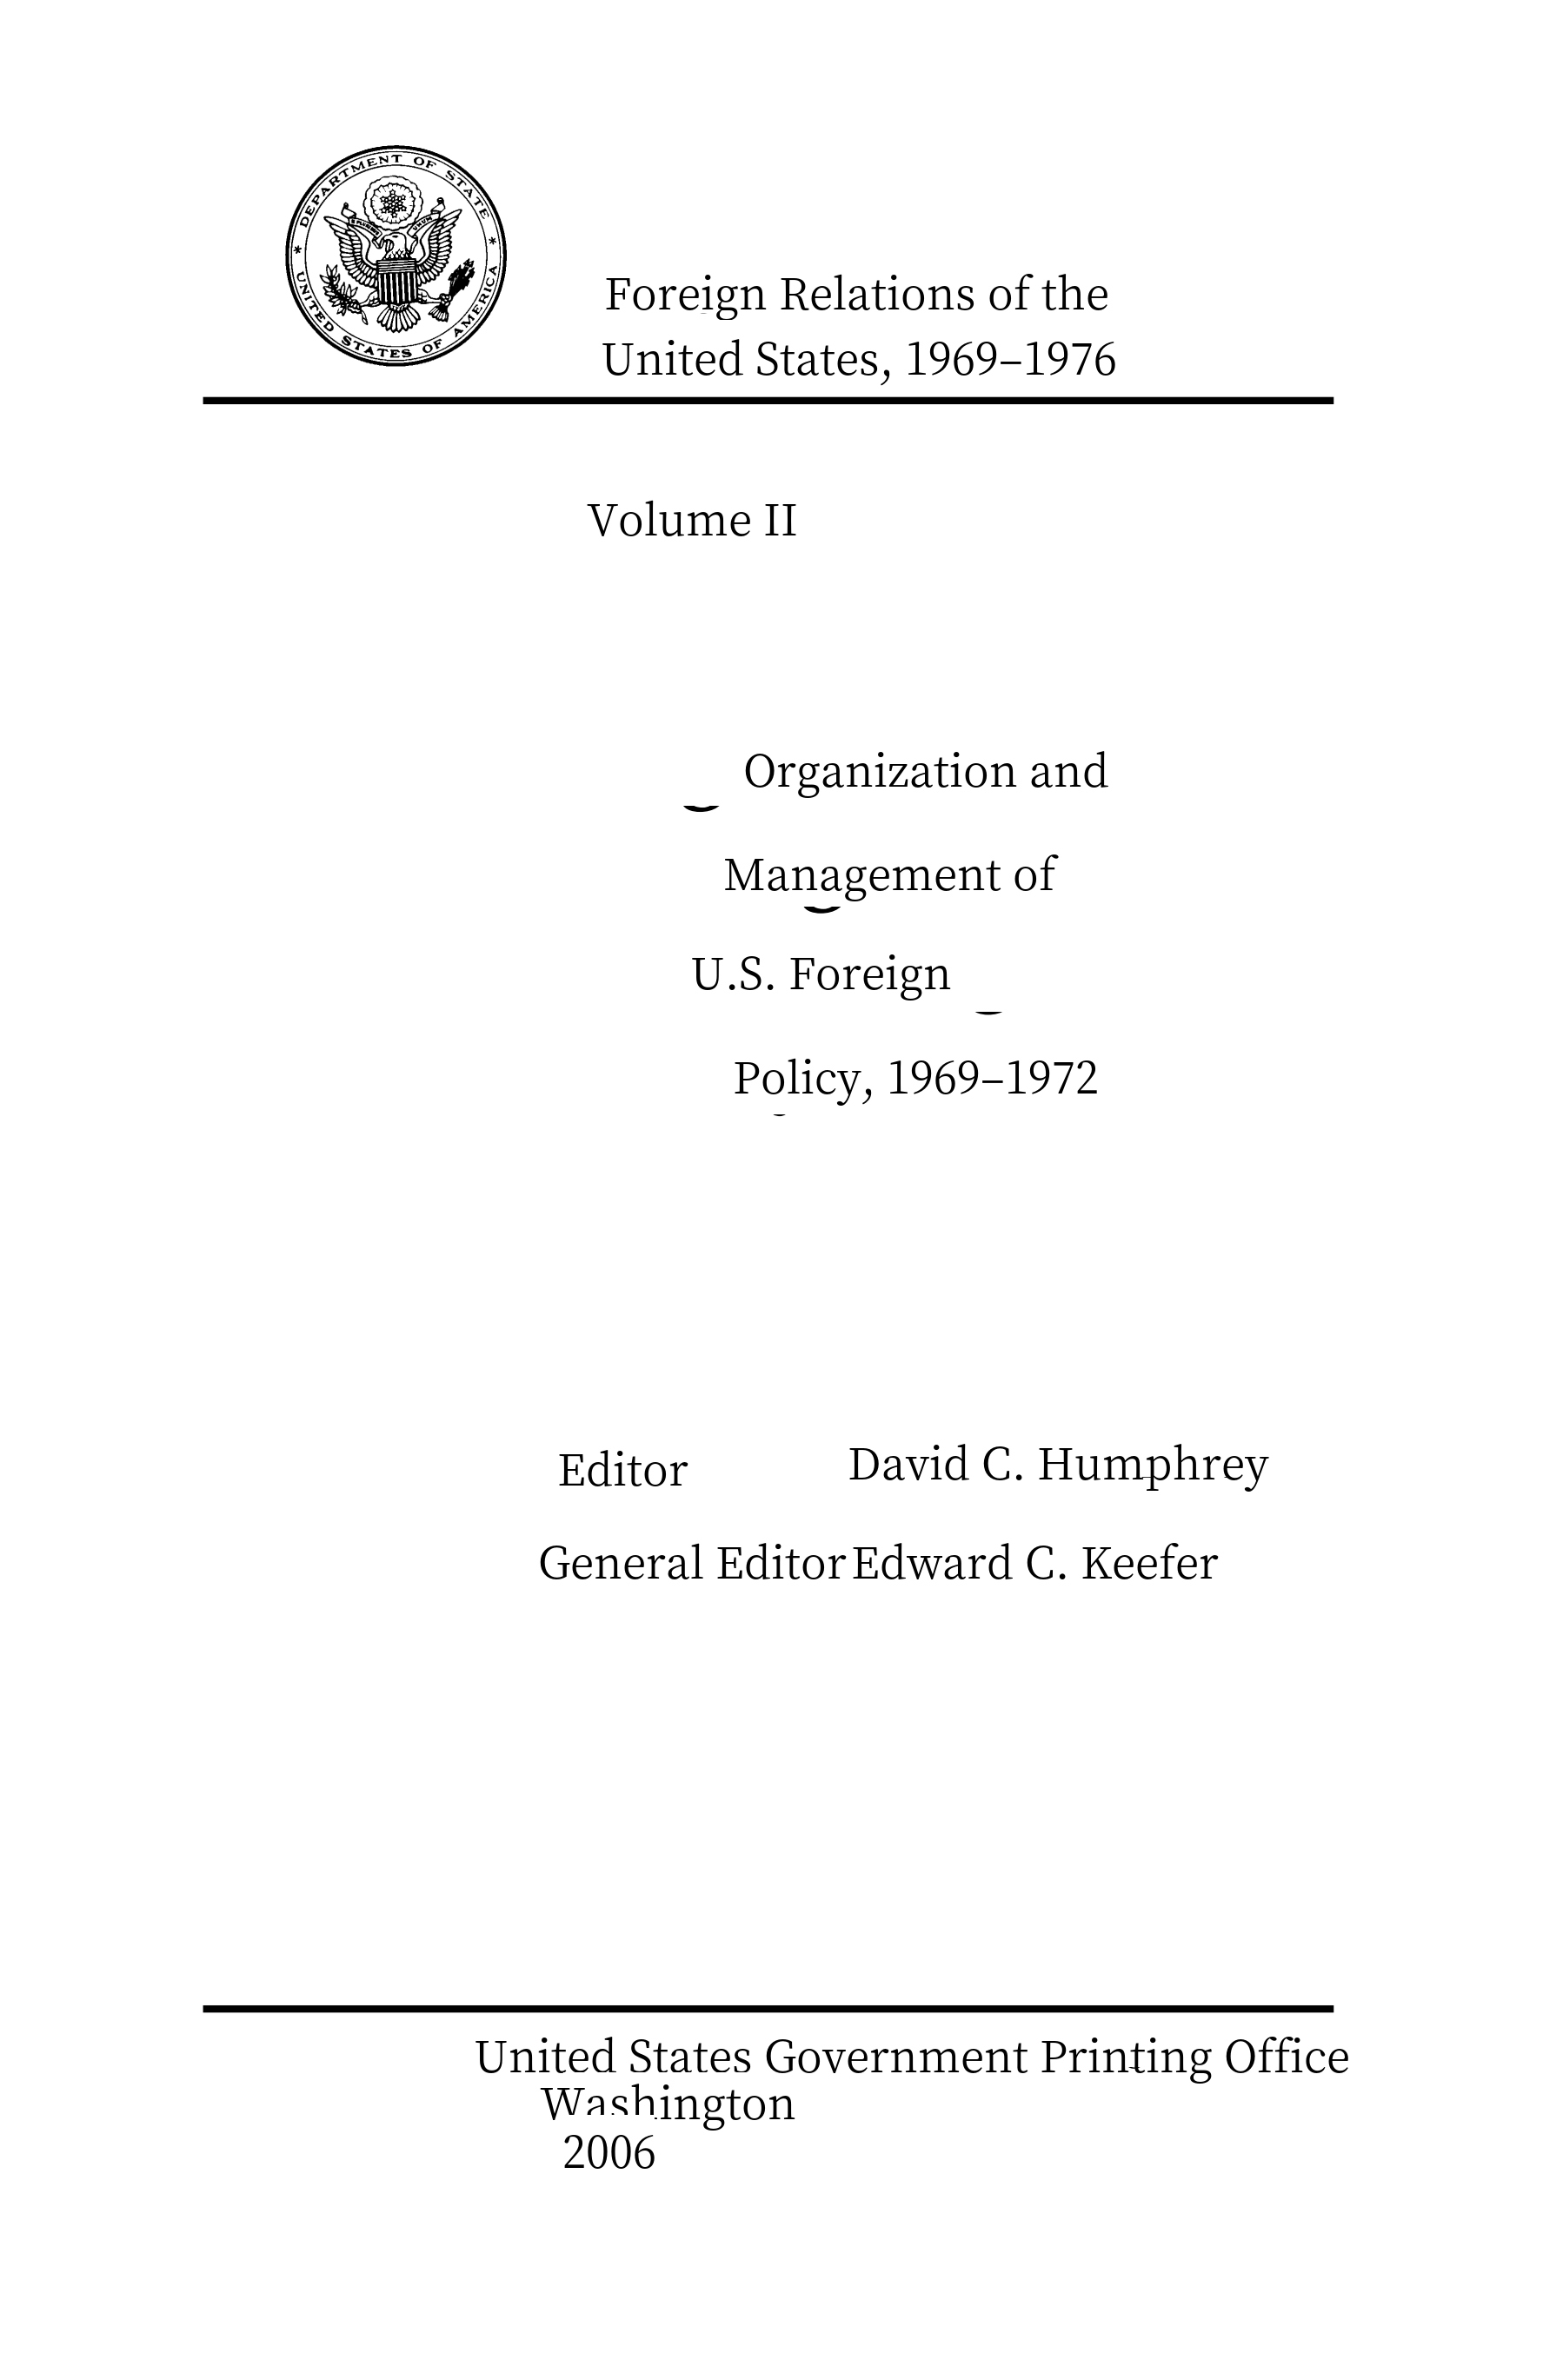 DEPARTMENT OF STATE
UNITED STATES OF AMERICA
Foreign Relations of the
United States, 1969–1976
Volume II
Organization and
Management of
U.S. Foreign
Policy, 1969–1972
Editor David C. Humphrey
General Editor Edward C. Keefer
United States Government Printing Office
Washington
2006